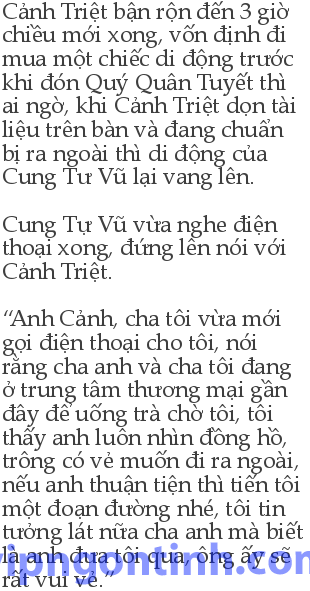 Cảnh Triệt bận rộn đến 3 giờ
chiều mới xong, vốn định đi
mua một chiếc di động trước
khi đón Quý Quân Tuyết thì
ai ngờ, khi Cảnh Triệt dọn tài
liệu trên bàn và đang chuẩn
bị ra ngoài thì di động của
Cung Tư Vũ lại vang lên.
Cung Tự Vũ vừa nghe điện
thoại xong, đứng lên nói với
Cảnh Triệt.
“Anh Cảnh, cha tôi vừa mới
gọi điện thoại cho tôi, nói
rằng cha anh và cha tôi đang
ở trung tâm thương mại gần
đây để uống trà chờ tôi, tôi
thấy anh luôn nhìn đồng hồ,
trông có vẻ muốn đi ra ngoài,
nếu anh thuận tiện thì tiễn tôi
một đoạn đường nhé, tôi tin
tưởng lát nữa cha anh mà biết
là anh đưa tôi qua, ông ấy sẽ
rất vui vẻ.”
vipngontinh.com